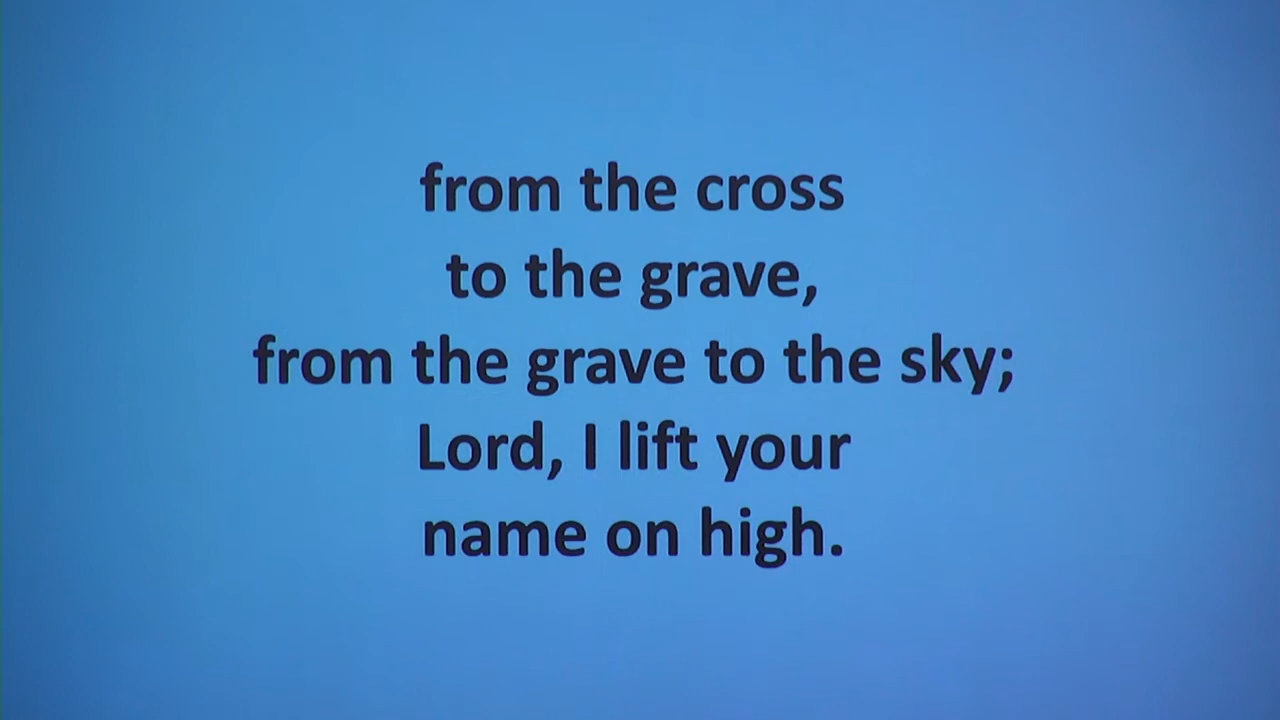 from the cross
to the grave,
from the grave to the sky;
Lord, I lift your
name on high.